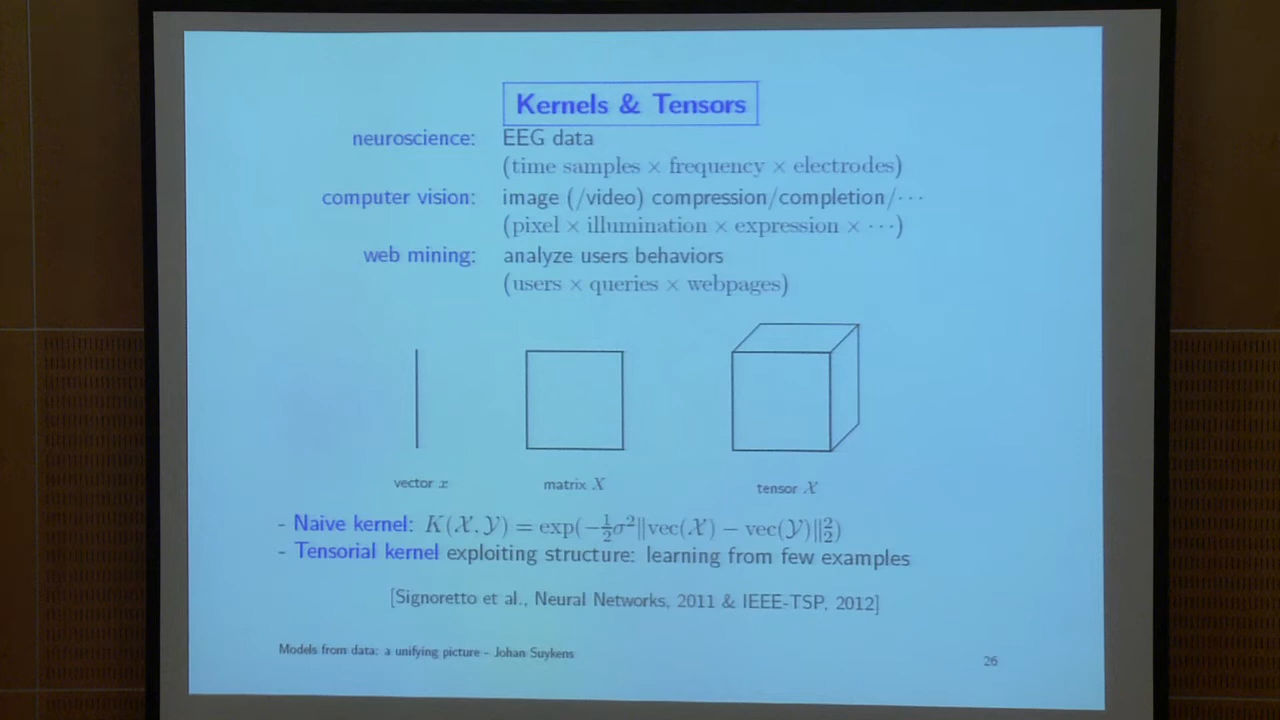 Kernels & Tensors
neuroscience: EEG data
(time samples × frequency × electrodes)
computer vision: image (/video) compression/completion/···
(pixel × illumination × expression × ···)
web mining: analyze users behaviors
(users × queries × webpages)
vector x
matrix X
tensor 𝒳
- Naive kernel: K(𝒳, 𝒴) = exp(−½σ²‖vec(𝒳) − vec(𝒴)‖₂²)
- Tensorial kernel exploiting structure: learning from few examples
[Signoretto et al., Neural Networks, 2011 & IEEE-TSP, 2012]
Models from data: a unifying picture - Johan Suykens
26